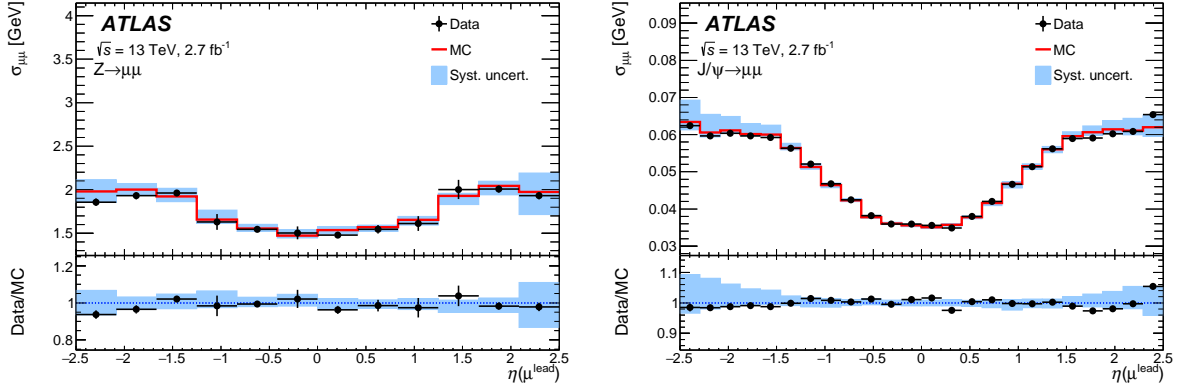 σμμ [GeV]
4
3.5
3
2.5
2
1.5
ATLAS
√s = 13 TeV, 2.7 fb⁻¹
Z→μμ
Data
MC
Syst. uncert.
Data/MC
1.2
1
0.8
−2.5 −2 −1.5 −1 −0.5 0 0.5 1 1.5 2 2.5
η(μ^lead)
σμμ [GeV]
0.09
0.08
0.07
0.06
0.05
0.04
0.03
ATLAS
√s = 13 TeV, 2.7 fb⁻¹
J/ψ→μμ
Data
MC
Syst. uncert.
Data/MC
1.1
1
0.9
−2.5 −2 −1.5 −1 −0.5 0 0.5 1 1.5 2 2.5
η(μ^lead)